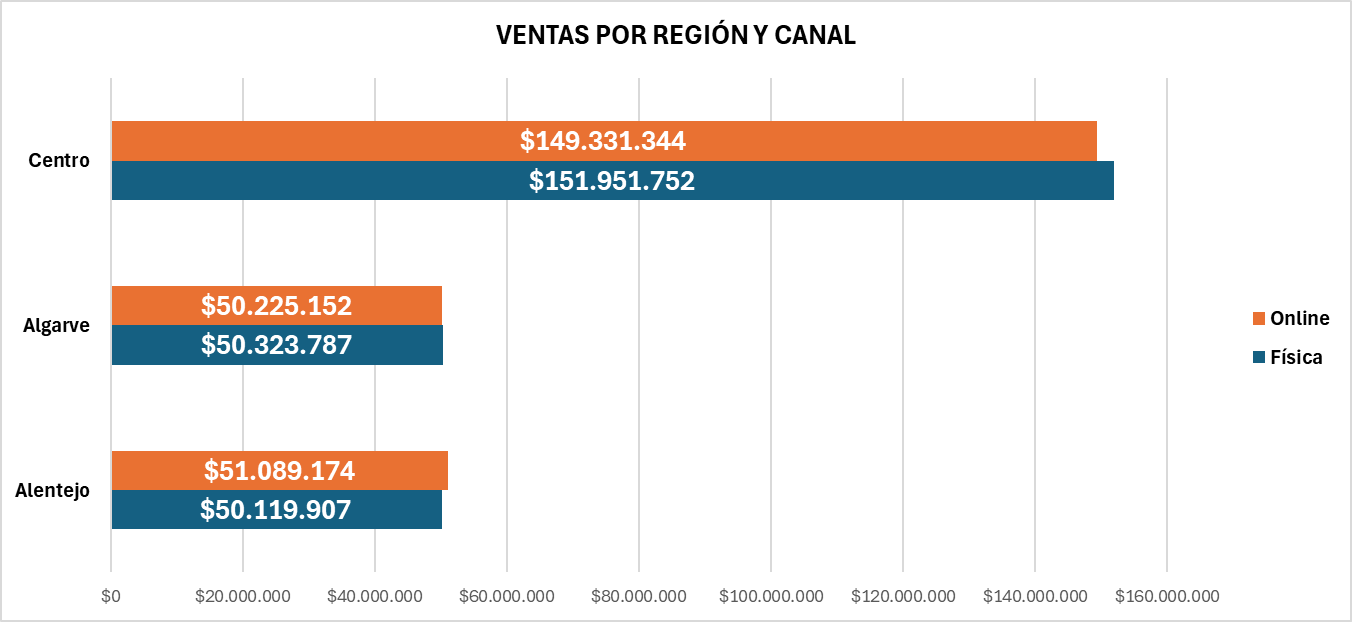 VENTAS POR REGIÓN Y CANAL
Centro
$149.331.344
$151.951.752
Algarve
$50.225.152
$50.323.787
Alentejo
$51.089.174
$50.119.907
Online
Física
$0 $20.000.000 $40.000.000 $60.000.000 $80.000.000 $100.000.000 $120.000.000 $140.000.000 $160.000.000